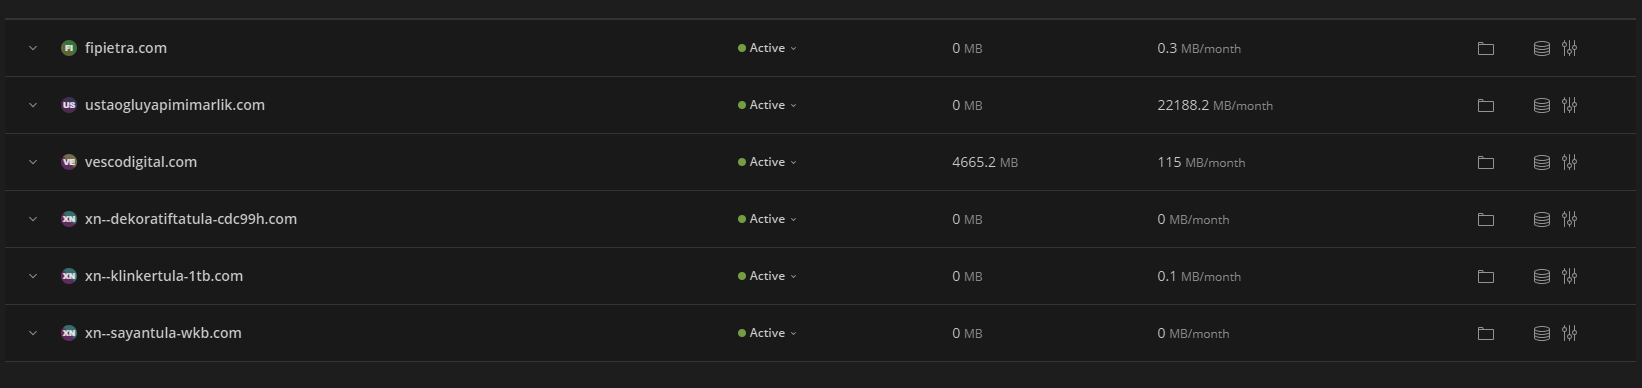 FI fipietra.com Active 0 MB 0.3 MB/month
US ustaogluyapimimarlik.com Active 0 MB 22188.2 MB/month
VE vescodigital.com Active 4665.2 MB 115 MB/month
XN xn--dekoratiftatula-cdc99h.com Active 0 MB 0 MB/month
XN xn--klinkertula-1tb.com Active 0 MB 0.1 MB/month
XN xn--sayantula-wkb.com Active 0 MB 0 MB/month